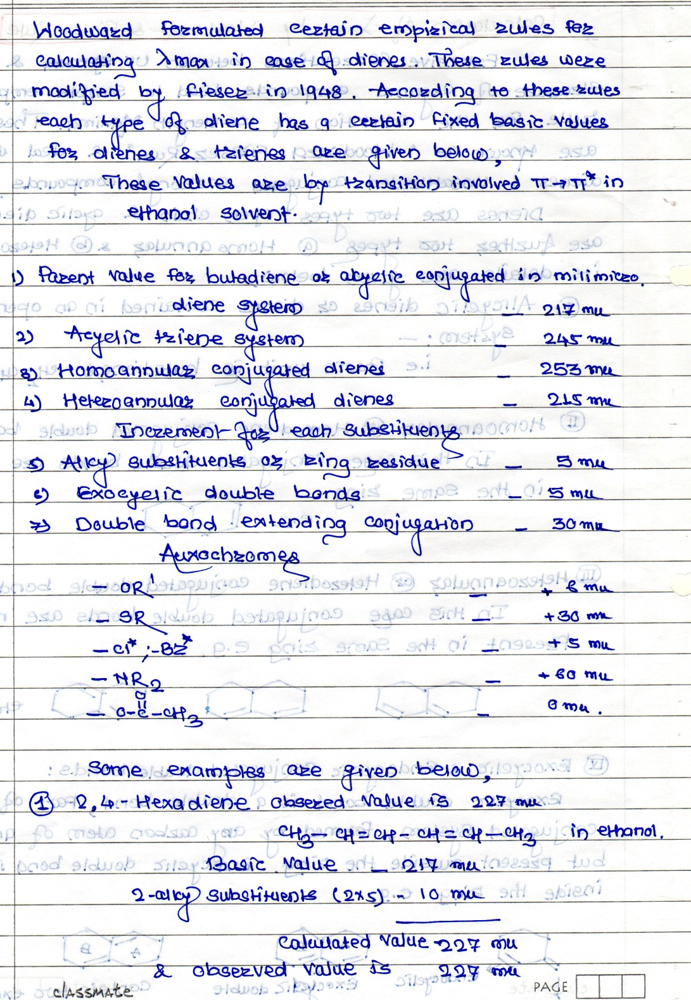 Woodward formulated certain empirical rules for
calculating λmax in case of dienes. These rules were
modified by Fieser in 1948. According to these rules
each type of diene has a certain fixed basic values
for dienes & trienes are given below,
These values are by transition involved π→π* in
ethanol solvent.
1) Parent value for butadiene or alcyclic conjugated in milimicro.
diene system — 217 mu
2) Acyclic triene system — 245 mu
3) Homoannular conjugated dienes — 253 mu
4) Heteroannular conjugated dienes — 215 mu
Increment for each substituents
5) Alkyl substituents or ring residue — 5 mu
6) Exocyclic double bonds — 5 mu
7) Double bond extending conjugation — 30 mu
Auxochromes
— OR' — + 6 mu
— SR — +30 mu
— Cl* ;-Br* — + 5 mu
— NR2 — + 60 mu
O
— O-C-CH3 — 0 mu.
Some examples are given below,
① 2,4-Hexadiene obsered value is 227 mu
CH3-CH=CH-CH=CH-CH3 in ethanol.
Basic value — 217 mu
2-alkyl substituents (2x5) - 10 mu
Calculated value -227 mu
& observed value is 227 mu
classmate
PAGE